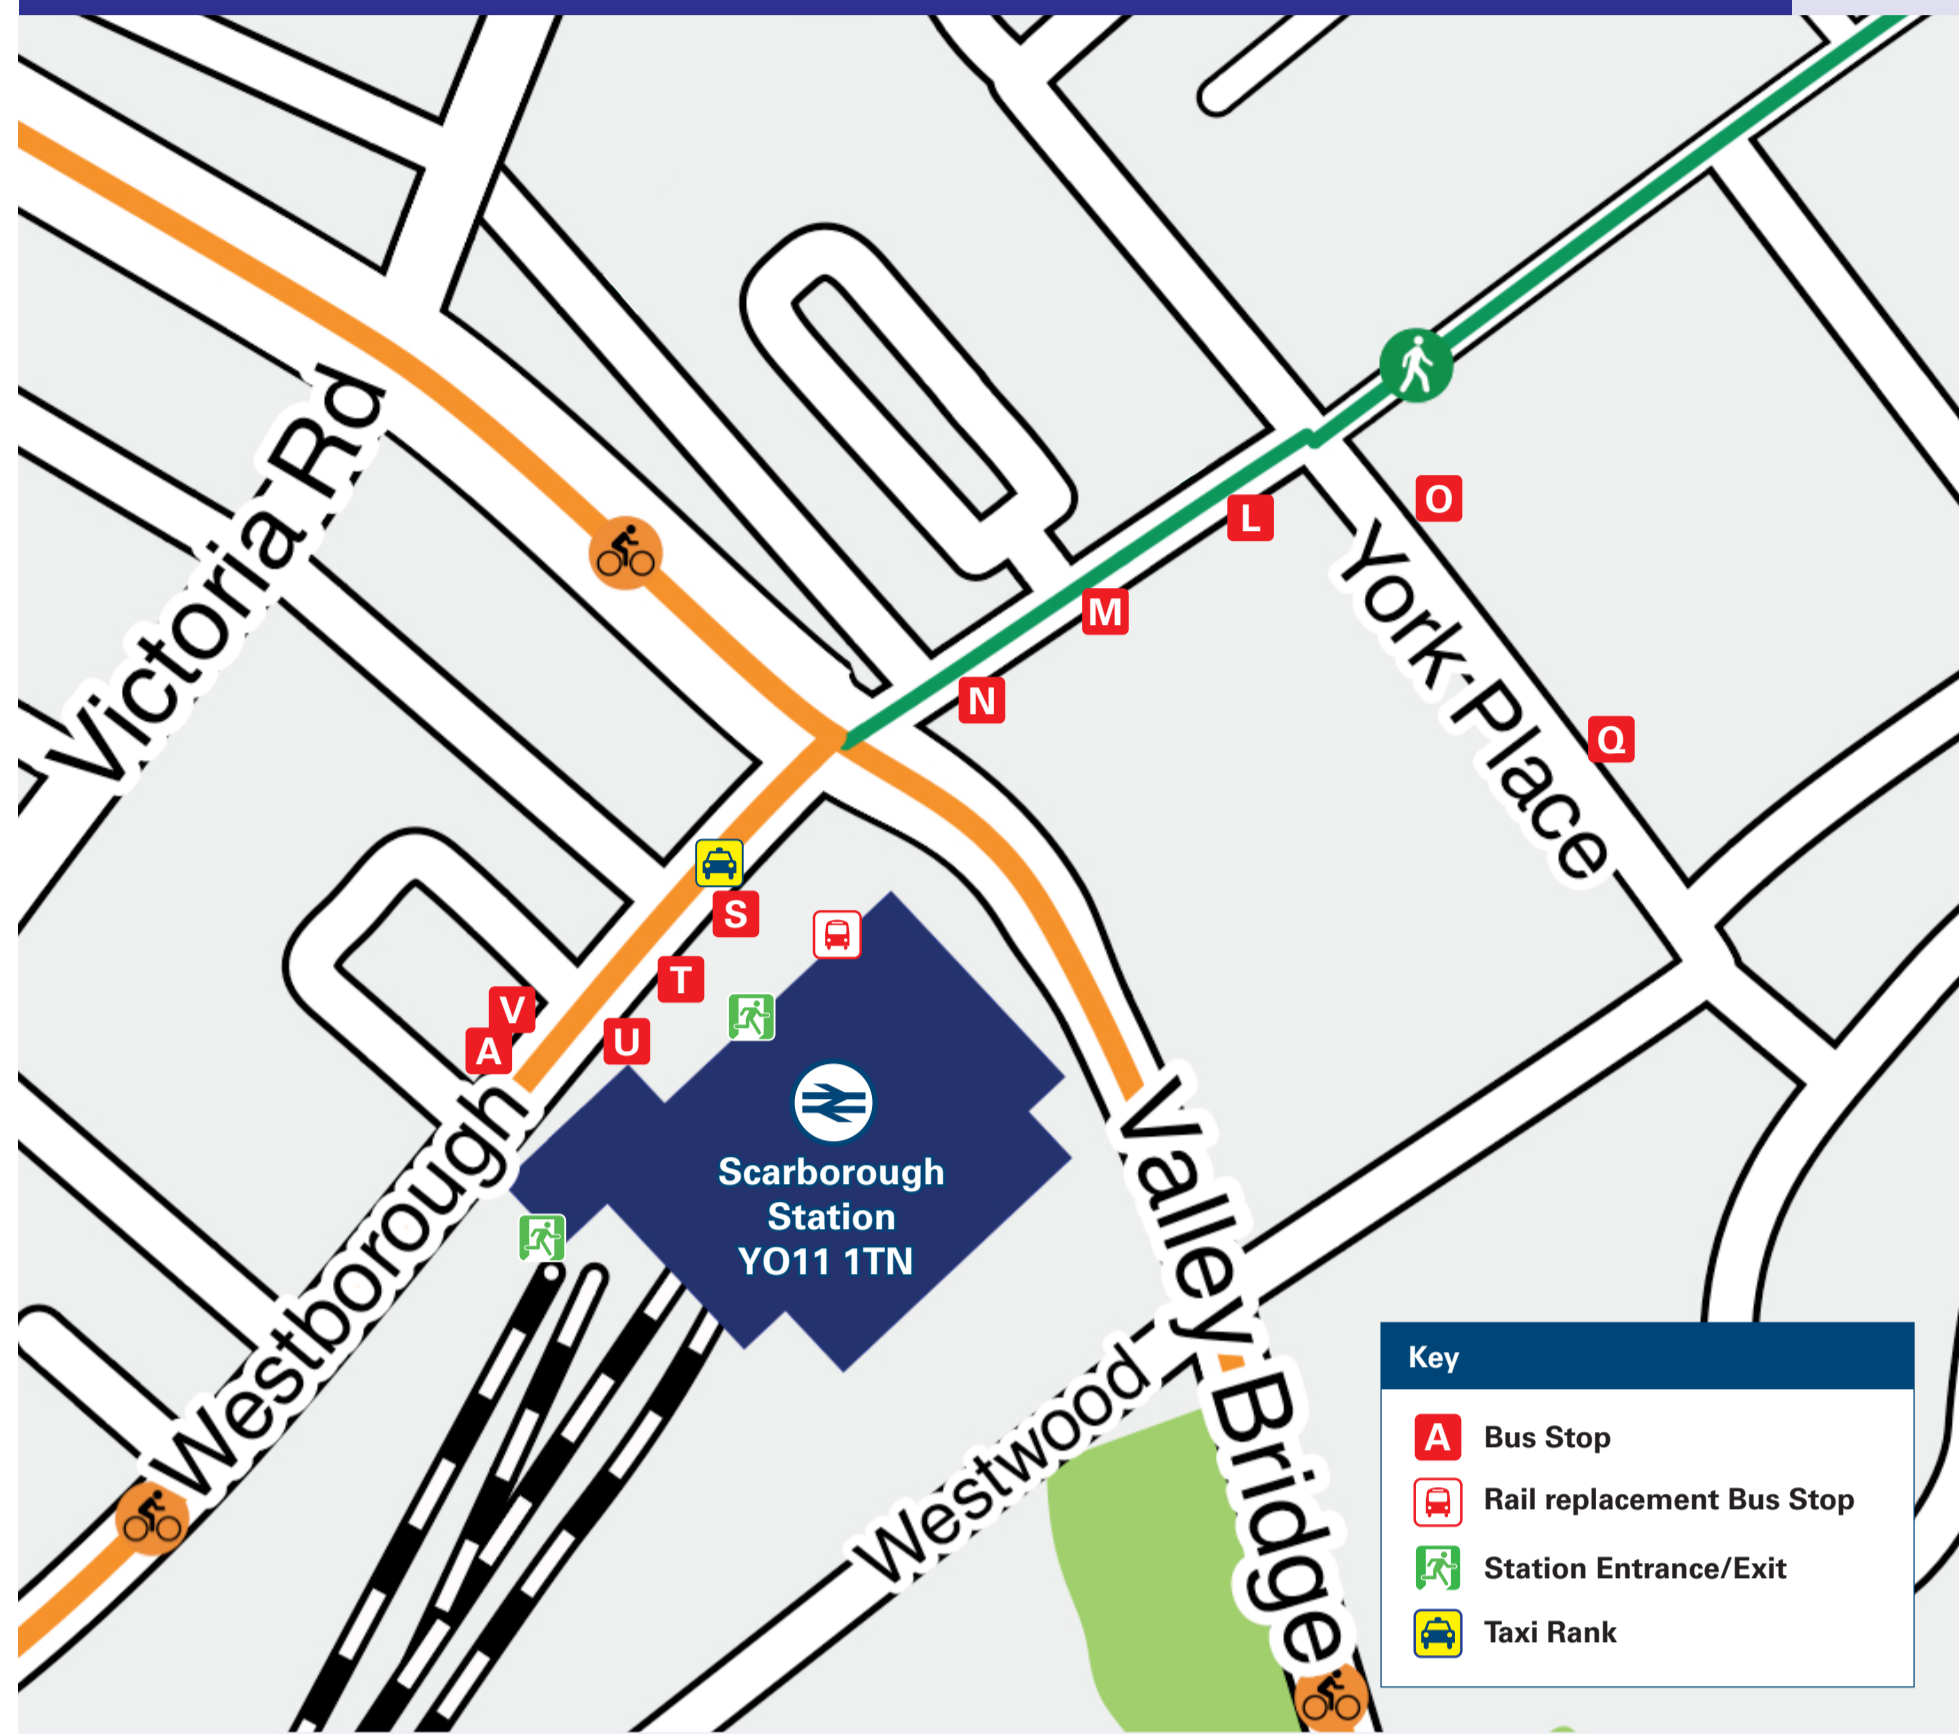 Victoria Rd
O
L
M
York Place
N
Q
S
T
V
U
A
Scarborough
Station
YO11 1TN
Westborough
Valley Bridge
Westwood
Key
A Bus Stop
Rail replacement Bus Stop
Station Entrance/Exit
Taxi Rank